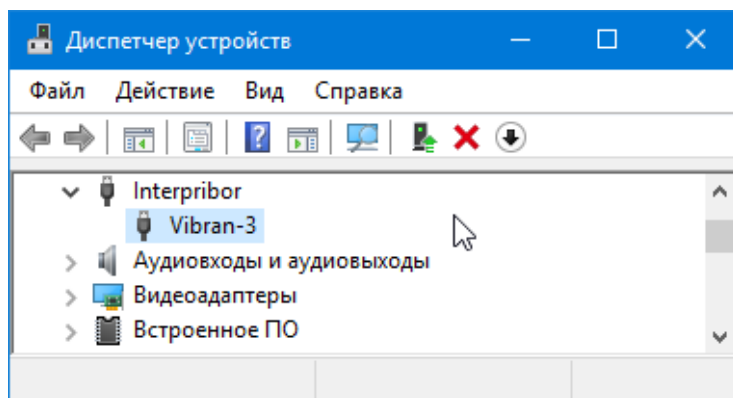 Диспетчер устройств
Файл Действие Вид Справка
Interpribor
Vibran-3
Аудиовходы и аудиовыходы
Видеоадаптеры
Встроенное ПО